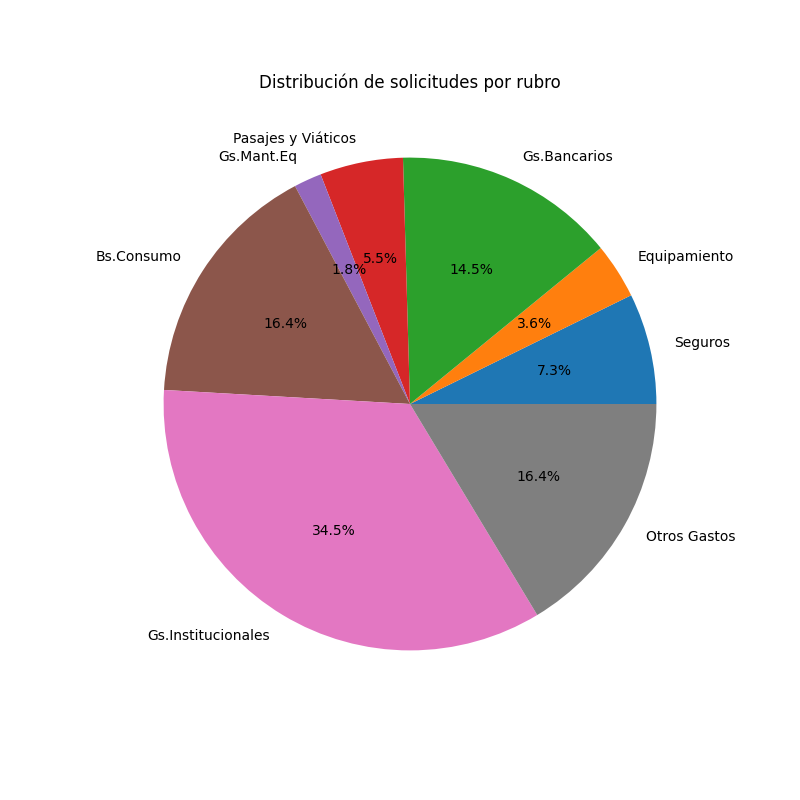 Distribución de solicitudes por rubro
Pasajes y Viáticos
Gs.Mant.Eq
Gs.Bancarios
Bs.Consumo
Equipamiento
5.5%
1.8%
14.5%
16.4%
3.6%
Seguros
7.3%
16.4%
34.5%
Otros Gastos
Gs.Institucionales